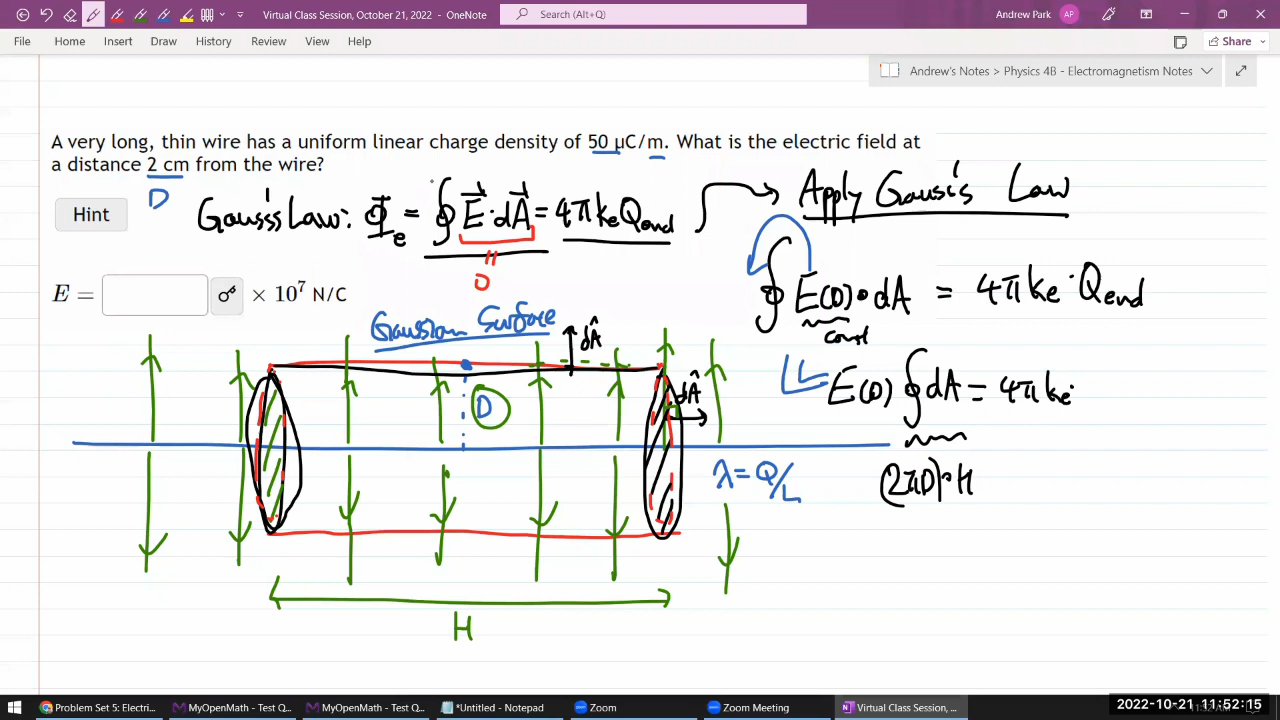 Virtual Class Session, October 21, 2022 - OneNote
Search (Alt+Q)
Andrew Park
AP
File Home Insert Draw History Review View Help
Share
Andrew's Notes > Physics 4B - Electromagnetism Notes
A very long, thin wire has a uniform linear charge density of 50 µC/m. What is the electric field at
a distance 2 cm from the wire?
D
Hint
Gauss's Law: Φe = ∮ E⃗·dA⃗ = 4πkeQencl
0
Apply Gauss's Law
E = × 10⁷ N/C
∮ E(D)·dA = 4πke·Qencl
const
Gaussian Surface
dÂ
E(D) ∮ dA = 4πke
dÂ
D
λ = Q/L
(2πD)·H
H
Problem Set 5: Electri...
MyOpenMath - Test Q...
MyOpenMath - Test Q...
*Untitled - Notepad
Zoom
Zoom Meeting
Virtual Class Session, ...
2022-10-21 11:52:15